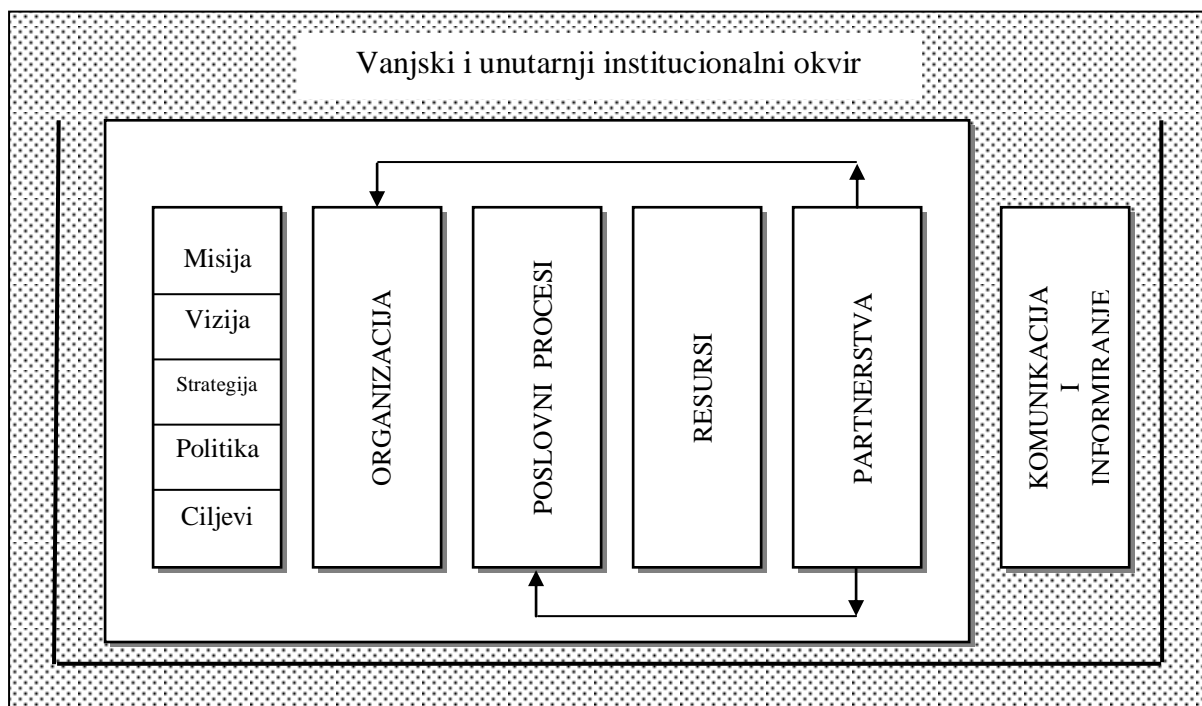 Vanjski i unutarnji institucionalni okvir
Misija
Vizija
Strategija
Politika
Ciljevi
ORGANIZACIJA
POSLOVNI PROCESI
RESURSI
PARTNERSTVA
KOMUNIKACIJA
I
INFORMIRANJE